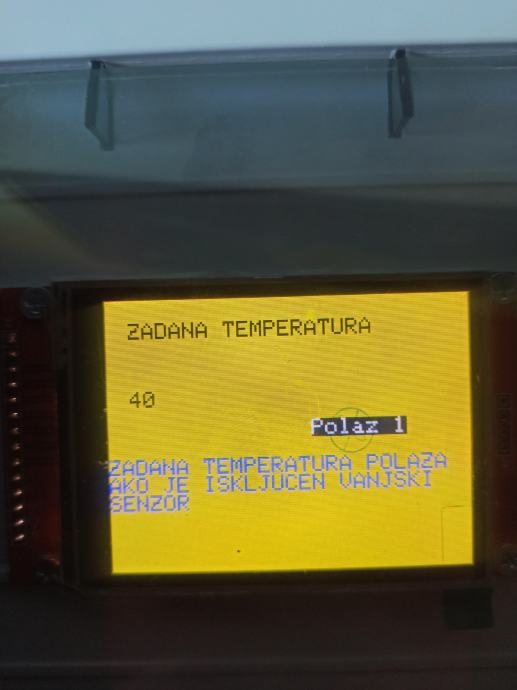 ZADANA TEMPERATURA
40
Polaz 1
ZADANA TEMPERATURA POLAZA
AKO JE ISKLJUCEN VANJSKI
SENZOR